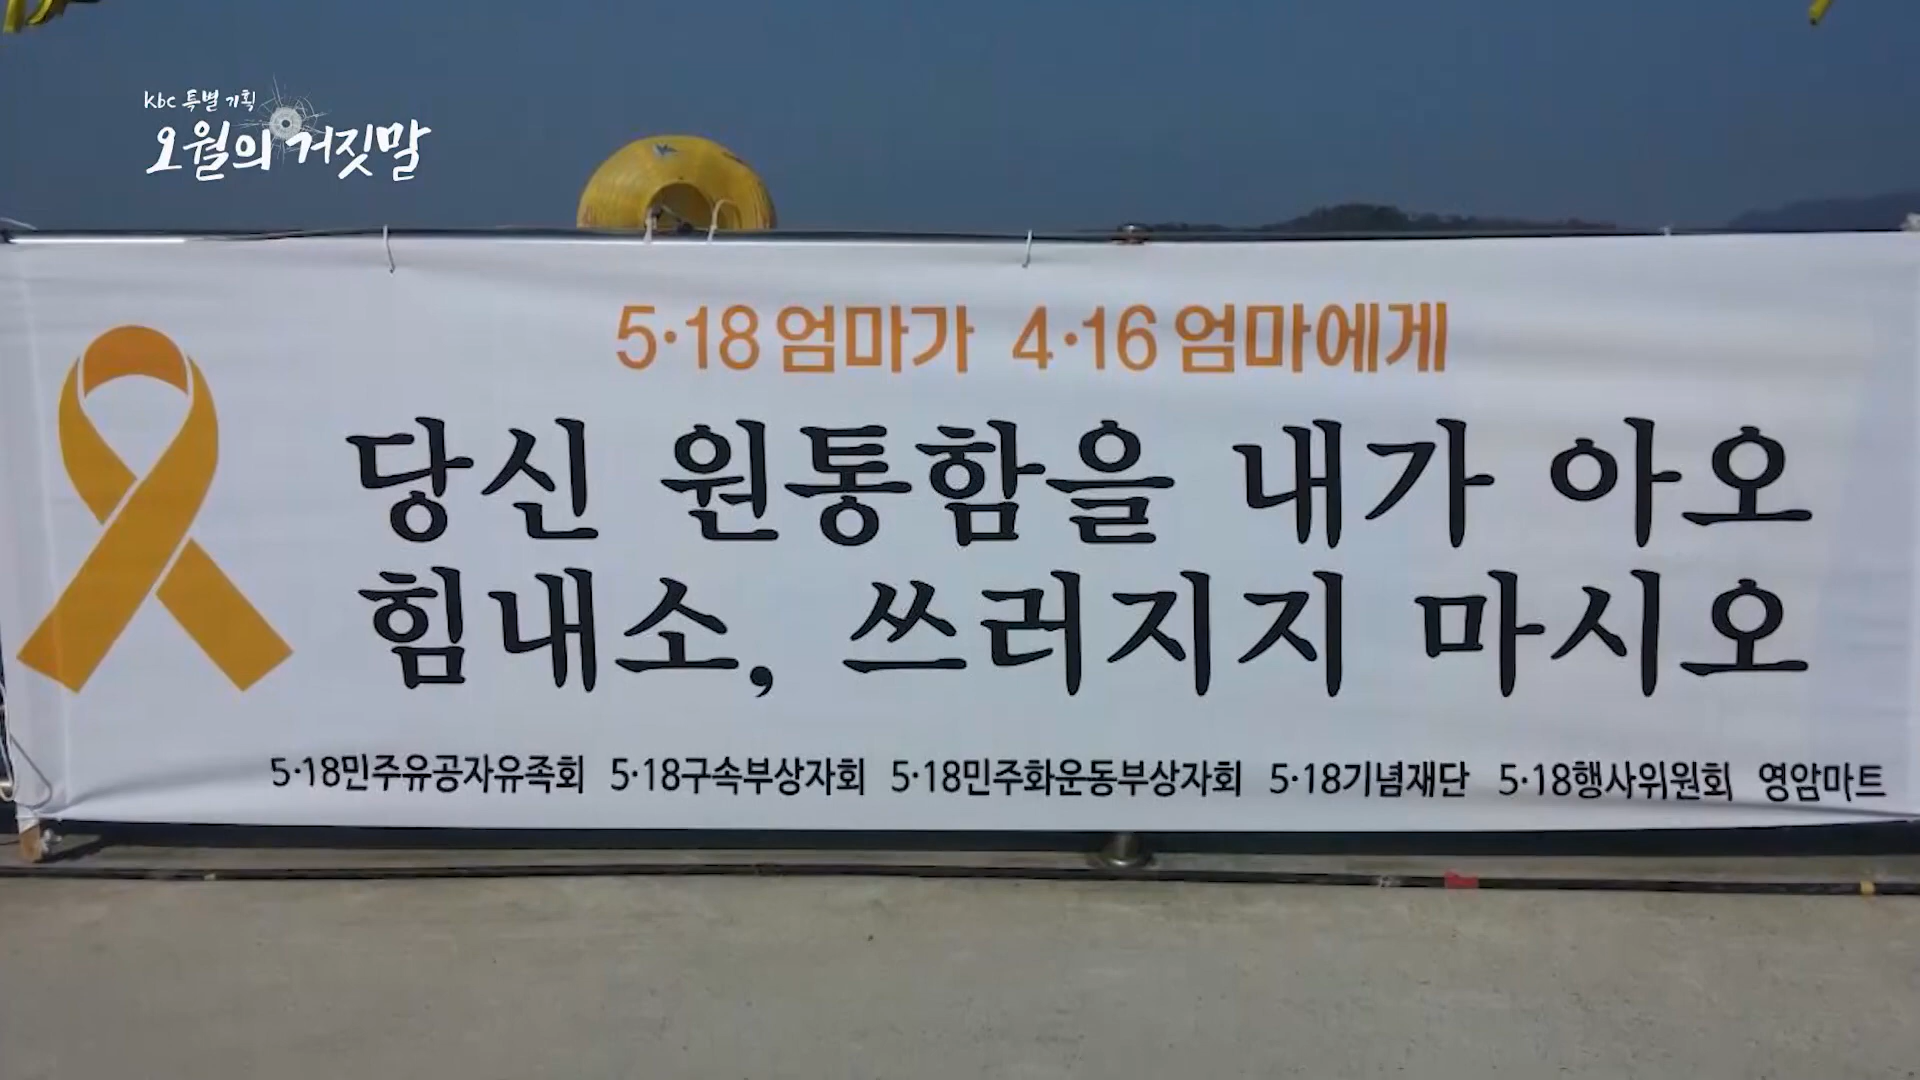 kbc 특별 기획
오월의 거짓말
5·18 엄마가 4·16 엄마에게
당신 원통함을 내가 아오
힘내소, 쓰러지지 마시오
5·18민주유공자유족회 5·18구속부상자회 5·18민주화운동부상자회 5·18기념재단 5·18행사위원회 영암마트